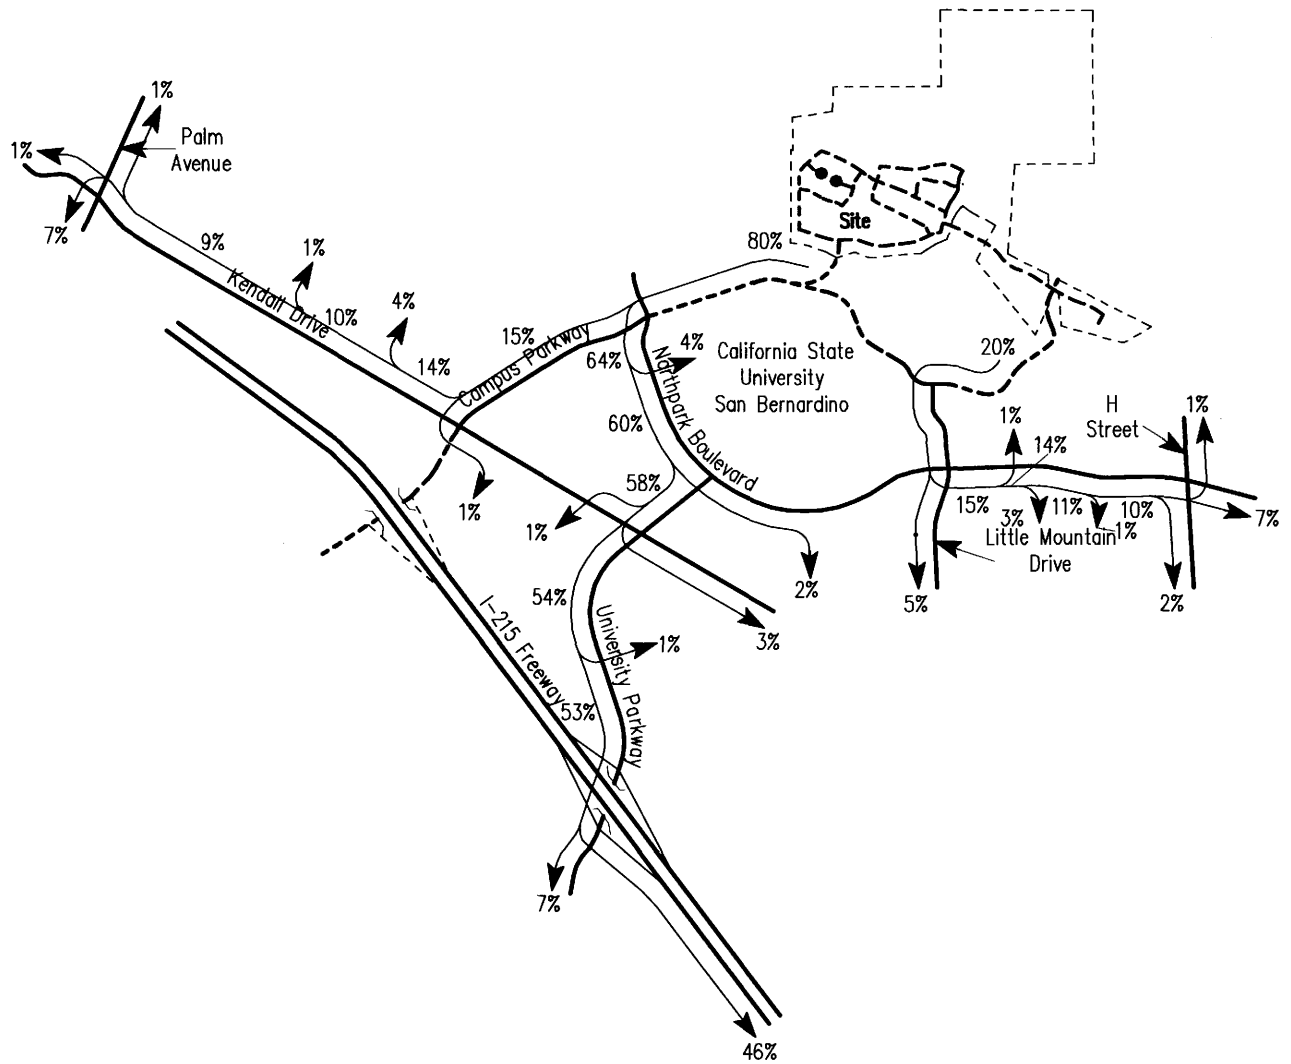 1%
Palm
Avenue
1%
7%
9%
1%
Kendall Drive
10%
4%
14%
Site
80%
15%
Campus Parkway
64%
4%
Northpark Boulevard
60%
California State
University
San Bernardino
20%
H
Street
1%
1%
14%
15%
3%
11%
1%
10%
7%
Little Mountain
Drive
5%
2%
1%
58%
1%
2%
54%
3%
University Parkway
1%
I-215 Freeway
53%
7%
46%